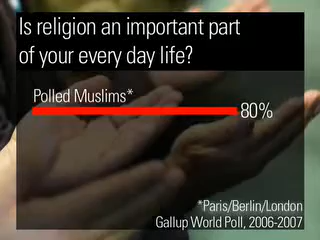 Is religion an important part
of your every day life?
Polled Muslims*
80%
*Paris/Berlin/London
Gallup World Poll, 2006-2007